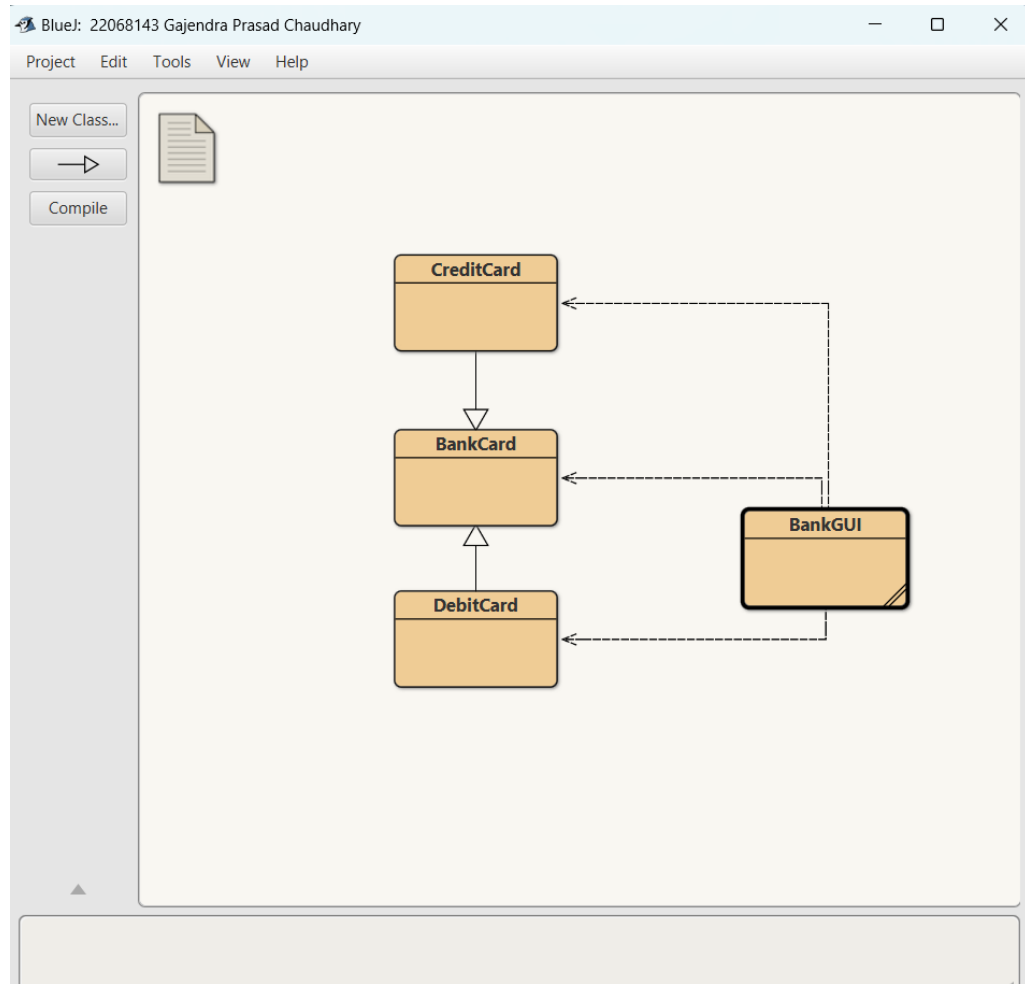 BlueJ: 22068143 Gajendra Prasad Chaudhary
Project Edit Tools View Help
New Class...
Compile
CreditCard
BankCard
BankGUI
DebitCard